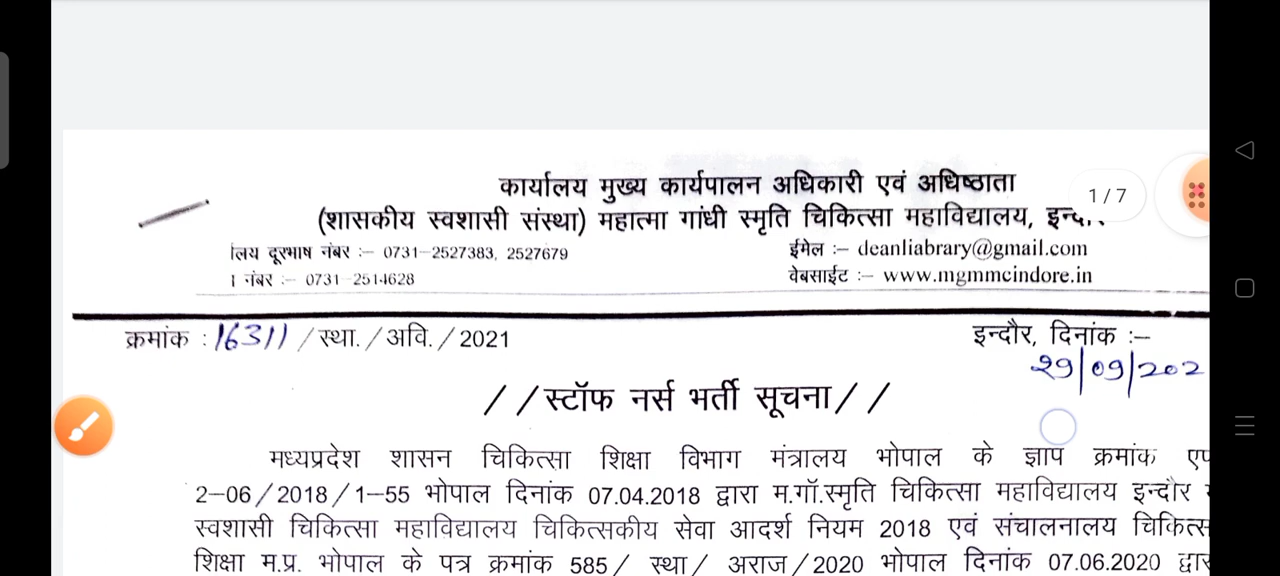 कार्यालय मुख्य कार्यपालन अधिकारी एवं अधिष्ठाता
1/7
(शासकीय स्वशासी संस्था) महात्मा गांधी स्मृति चिकित्सा महाविद्यालय,
लय दूरभाष नंबर :– 0731–2527383, 2527679
ईमेल :– deanliabrary@gmail.com
नंबर :– 0731–2514628
वेबसाईट :– www.mgmmcindore.in
क्रमांक : 16311 /स्था. / अवि. / 2021
इन्दौर, दिनांक :–
29/09/202
//स्टॉफ नर्स भर्ती सूचना//
मध्यप्रदेश शासन चिकित्सा शिक्षा विभाग मंत्रालय भोपाल के ज्ञाप क्रमांक
2–06/2018/1–55 भोपाल दिनांक 07.04.2018 द्वारा म.गॉ.स्मृति चिकित्सा महाविद्यालय इन्दौर
स्वशासी चिकित्सा महाविद्यालय चिकित्सकीय सेवा आदर्श नियम 2018 एवं संचालनालय चिकित्स
शिक्षा म.प्र. भोपाल के पत्र क्रमांक 585/ स्था/ अराज/2020 भोपाल दिनांक 07.06.2020